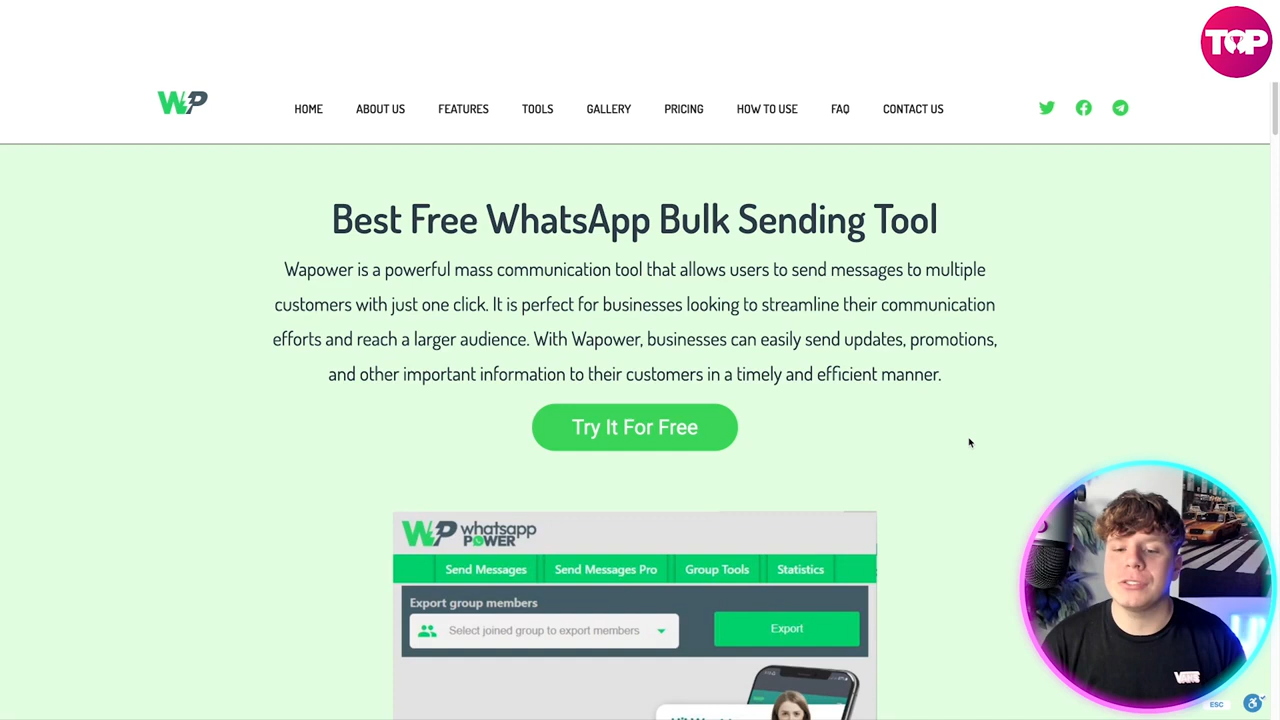 TOP
WP
HOME
ABOUT US
FEATURES
TOOLS
GALLERY
PRICING
HOW TO USE
FAQ
CONTACT US
Best Free WhatsApp Bulk Sending Tool
Wapower is a powerful mass communication tool that allows users to send messages to multiple
customers with just one click. It is perfect for businesses looking to streamline their communication
efforts and reach a larger audience. With Wapower, businesses can easily send updates, promotions,
and other important information to their customers in a timely and efficient manner.
Try It For Free
WP whatsapp
POWER
Send Messages
Send Messages Pro
Group Tools
Statistics
Export group members
Select joined group to export members
Export
VANS
ESC